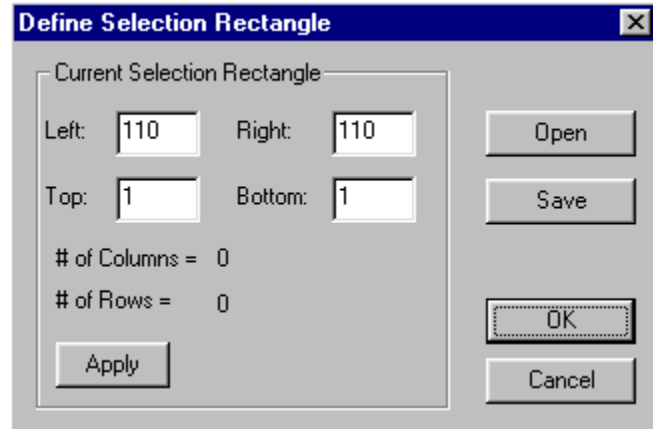 Define Selection Rectangle
Current Selection Rectangle
Left: 110 Right: 110
Open
Top: 1 Bottom: 1
Save
# of Columns = 0
# of Rows = 0
OK
Apply
Cancel